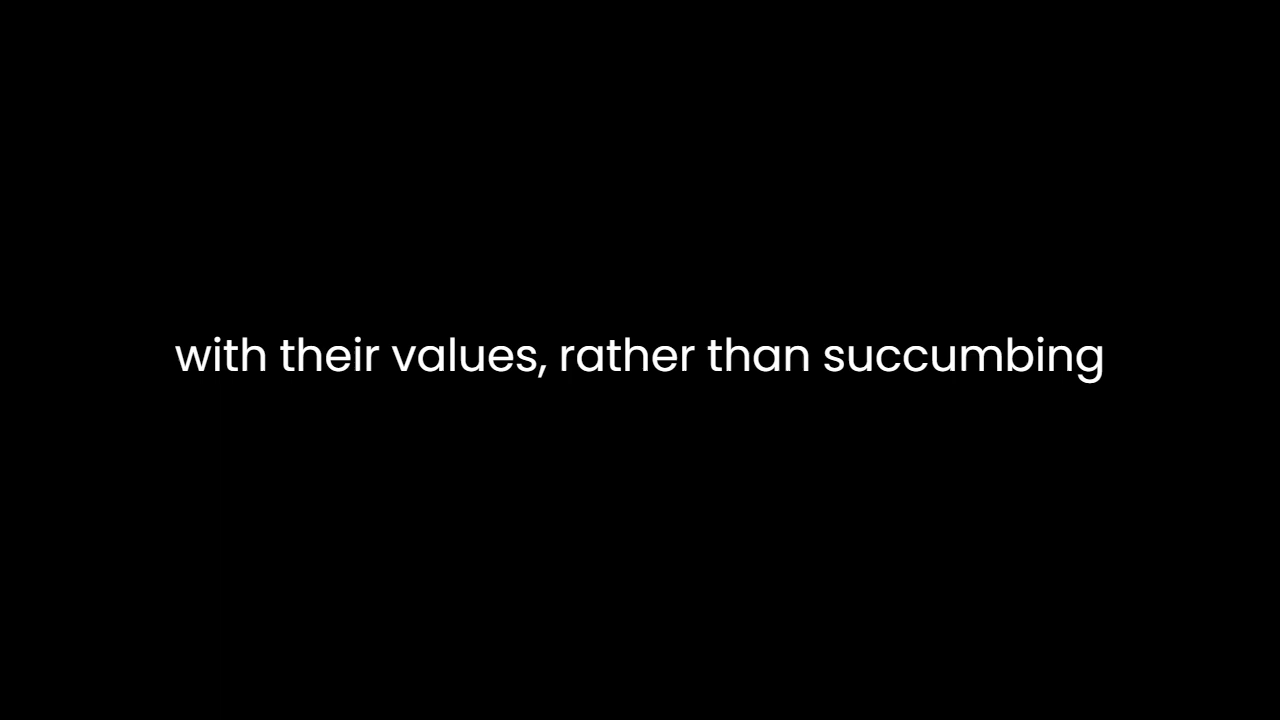 with their values, rather than succumbing